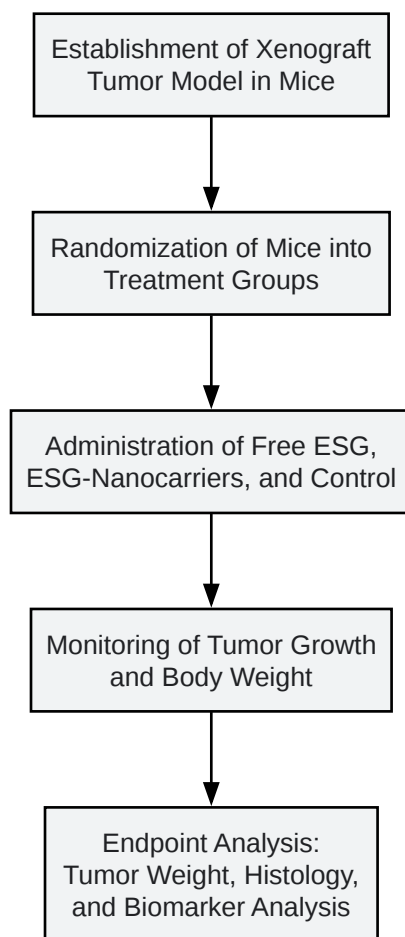 Establishment of Xenograft
Tumor Model in Mice
Randomization of Mice into
Treatment Groups
Administration of Free ESG,
ESG-Nanocarriers, and Control
Monitoring of Tumor Growth
and Body Weight
Endpoint Analysis:
Tumor Weight, Histology,
and Biomarker Analysis